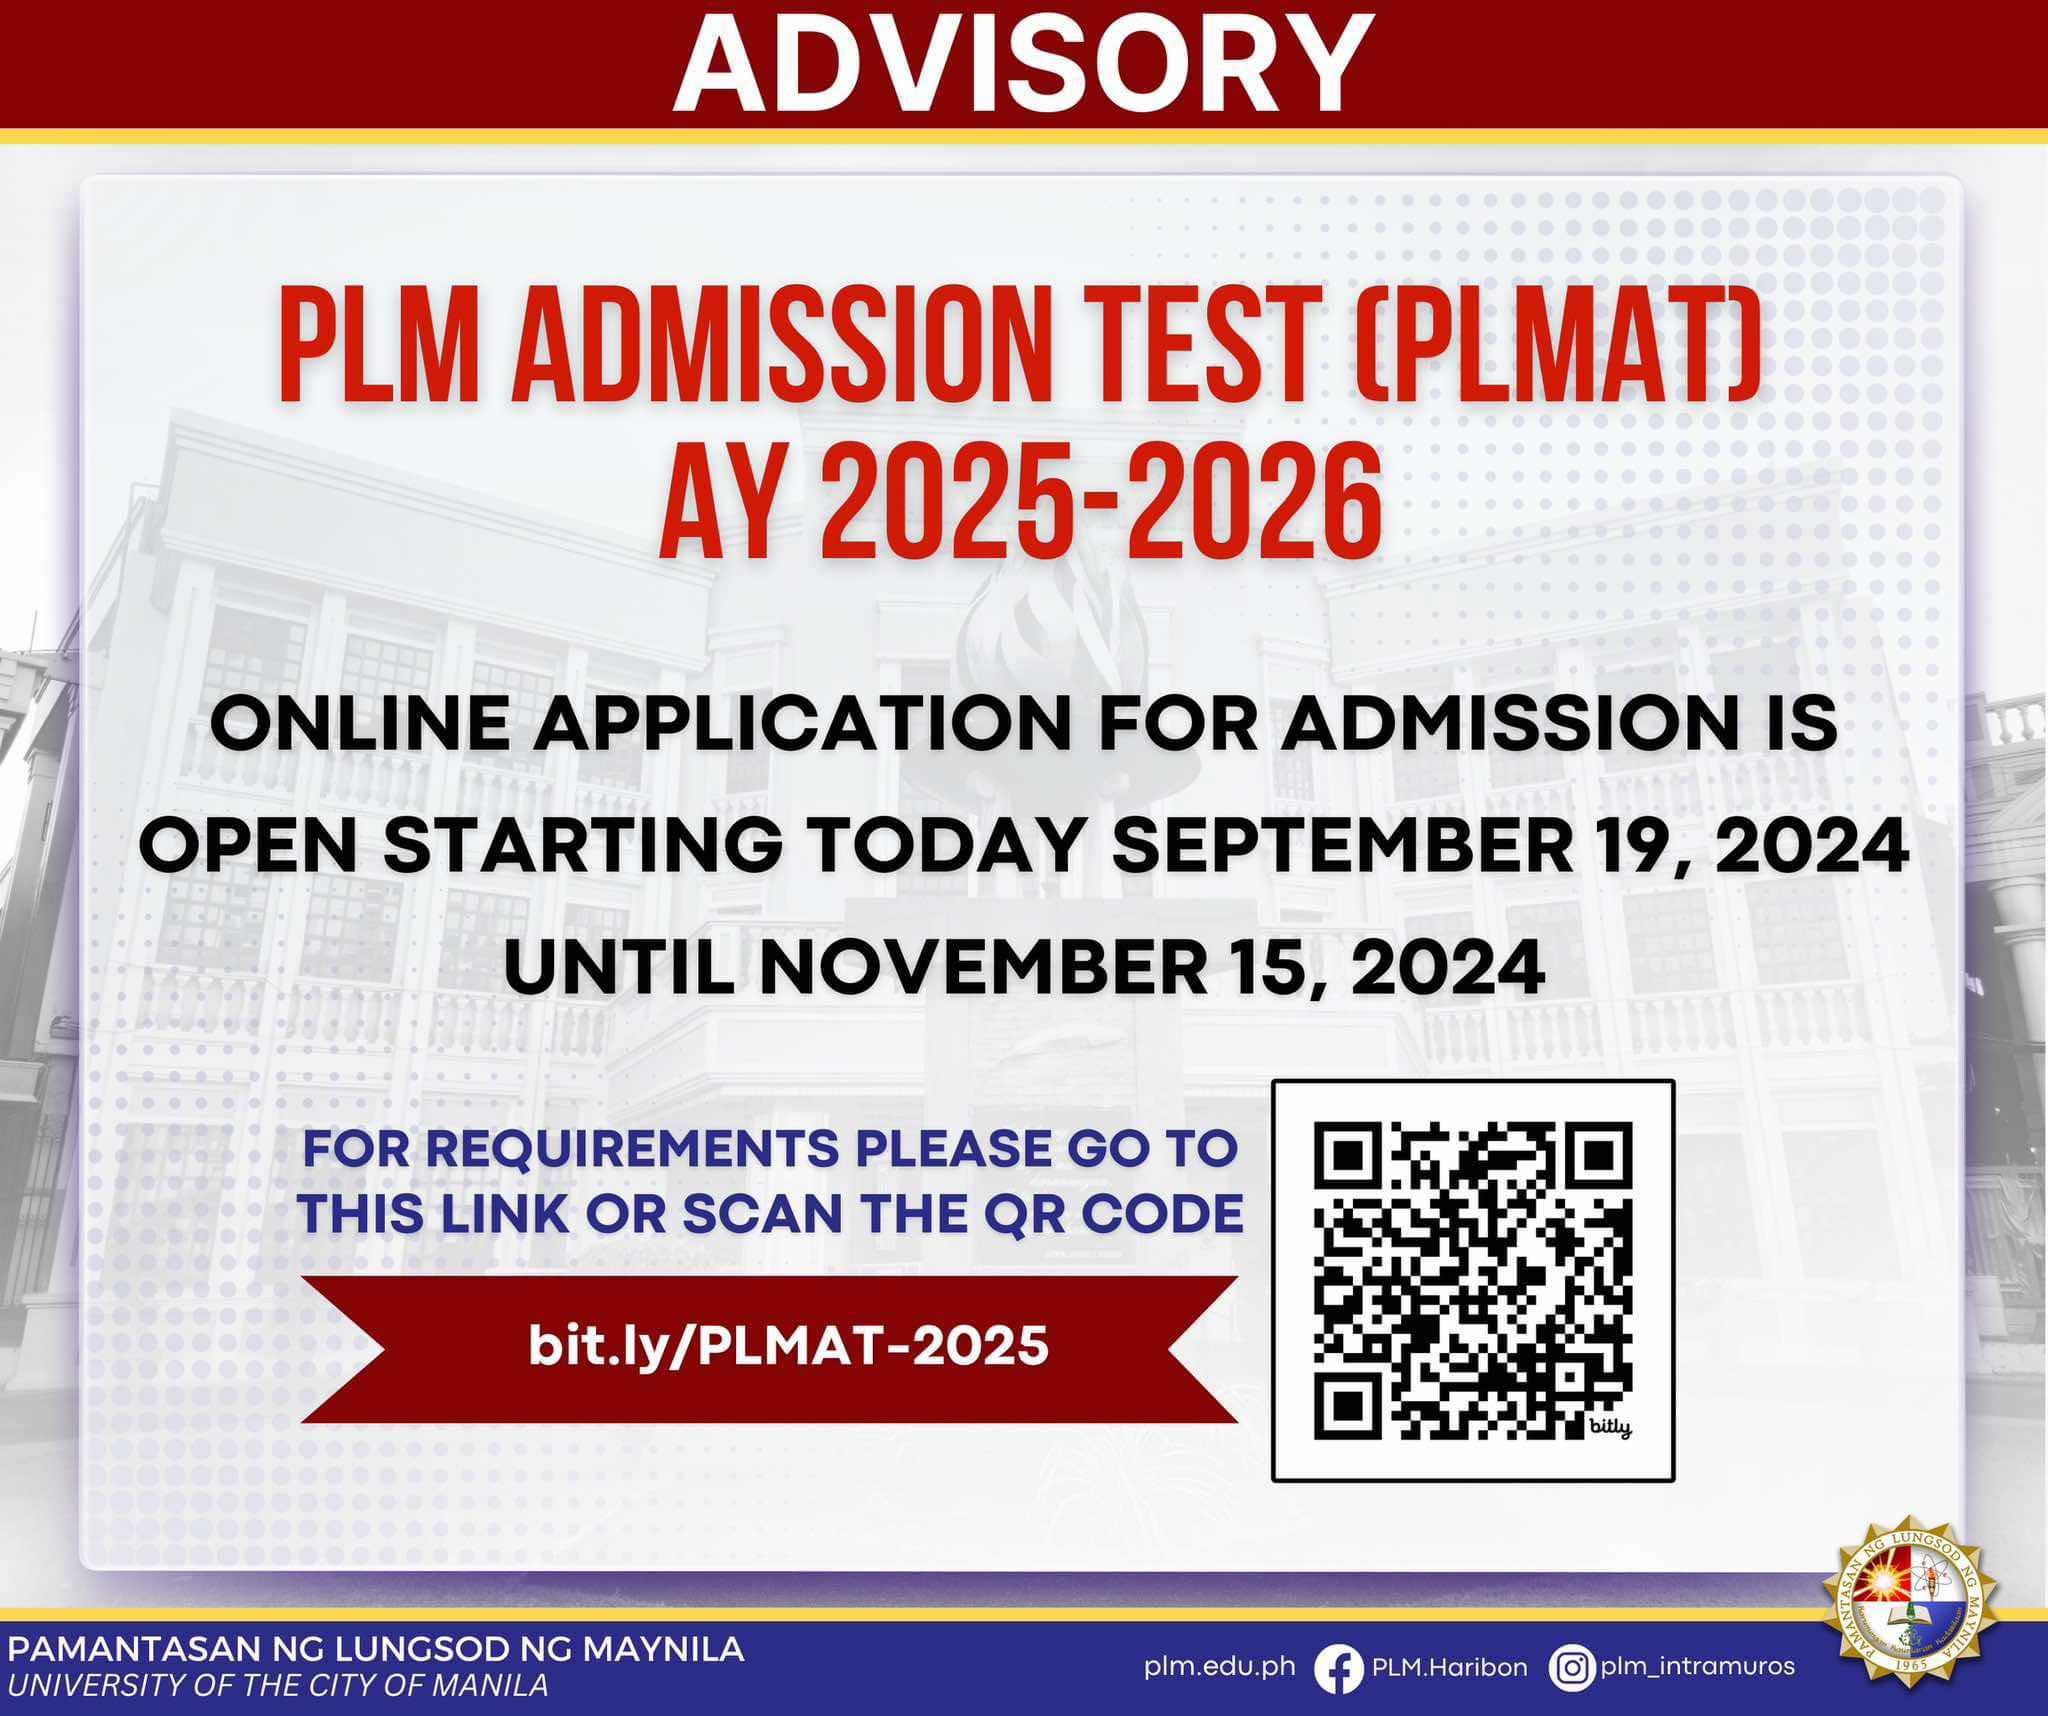 ADVISORY
PLM ADMISSION TEST (PLMAT)
AY 2025-2026
ONLINE APPLICATION FOR ADMISSION IS
OPEN STARTING TODAY SEPTEMBER 19, 2024
UNTIL NOVEMBER 15, 2024
FOR REQUIREMENTS PLEASE GO TO
THIS LINK OR SCAN THE QR CODE
bit.ly/PLMAT-2025
bitly
PAMANTASAN NG LUNGSOD NG MAYNILA
UNIVERSITY OF THE CITY OF MANILA
plm.edu.ph
PLM.Haribon
plm_intramuros
PAMANTASAN NG LUNGSOD NG MAYNILA
1965